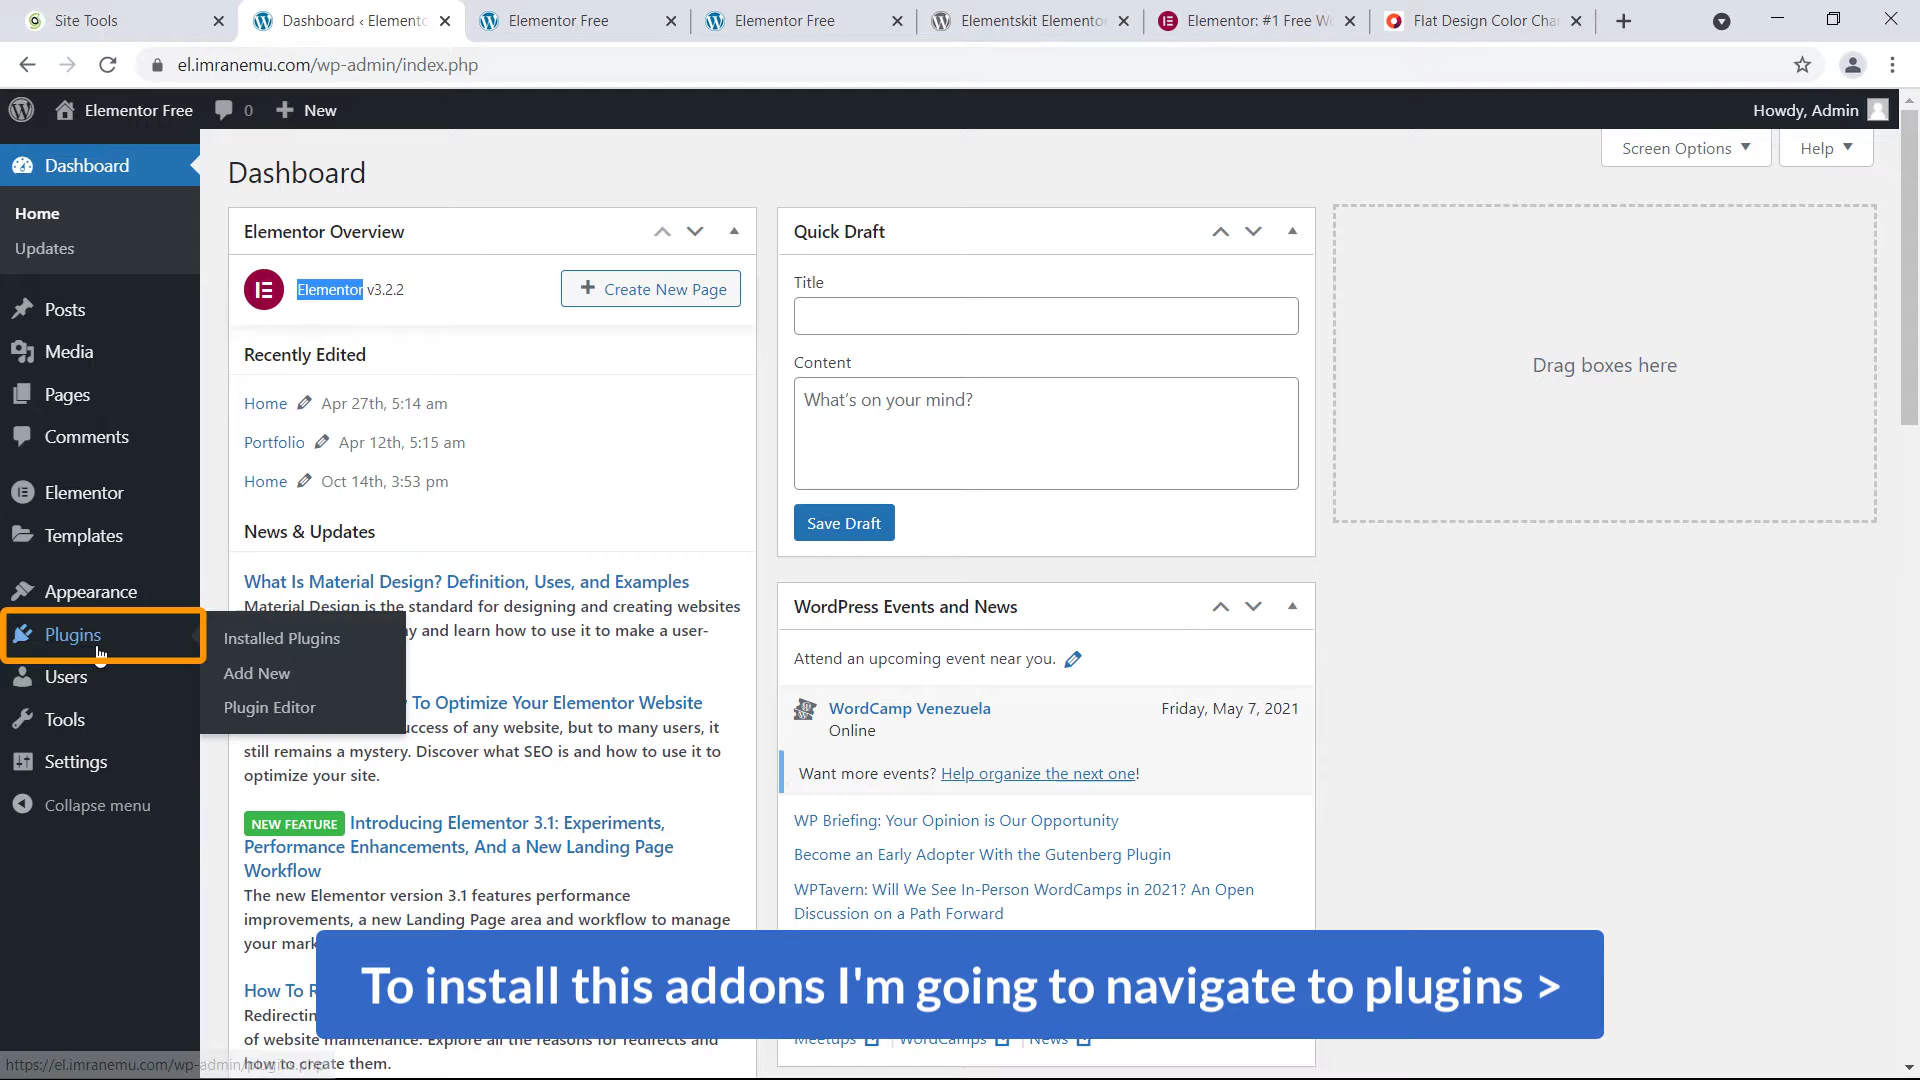 Site Tools
Dashboard ‹ Elemento
Elementor Free
Elementor Free
Elementskit Elemento
Elementor: #1 Free W
Flat Design Color Cha
el.imranemu.com/wp-admin/index.php
Elementor Free
0
New
Howdy, Admin
Dashboard
Home
Updates
Posts
Media
Pages
Comments
Elementor
Templates
Appearance
Plugins
Users
Tools
Settings
Collapse menu
Installed Plugins
Add New
Plugin Editor
Screen Options
Help
Dashboard
Elementor Overview
Elementor v3.2.2
Create New Page
Recently Edited
Home Apr 27th, 5:14 am
Portfolio Apr 12th, 5:15 am
Home Oct 14th, 3:53 pm
News & Updates
What Is Material Design? Definition, Uses, and Examples
Material Design is the standard for designing and creating websites
y and learn how to use it to make a user-
To Optimize Your Elementor Website
ccess of any website, but to many users, it
still remains a mystery. Discover what SEO is and how to use it to
optimize your site.
NEW FEATURE Introducing Elementor 3.1: Experiments,
Performance Enhancements, And a New Landing Page
Workflow
The new Elementor version 3.1 features performance
improvements, a new Landing Page area and workflow to manage
your mark
How To R
Redirectin
of website maintenance. Explore all the reasons for redirects and
how to create them.
Quick Draft
Title
Content
What's on your mind?
Save Draft
WordPress Events and News
Attend an upcoming event near you.
WordCamp Venezuela
Friday, May 7, 2021
Online
Want more events? Help organize the next one!
WP Briefing: Your Opinion is Our Opportunity
Become an Early Adopter With the Gutenberg Plugin
WPTavern: Will We See In-Person WordCamps in 2021? An Open
Discussion on a Path Forward
Meetups
WordCamps
News
Drag boxes here
To install this addons I'm going to navigate to plugins >
https://el.imranemu.com/wp-admin/plugins.php